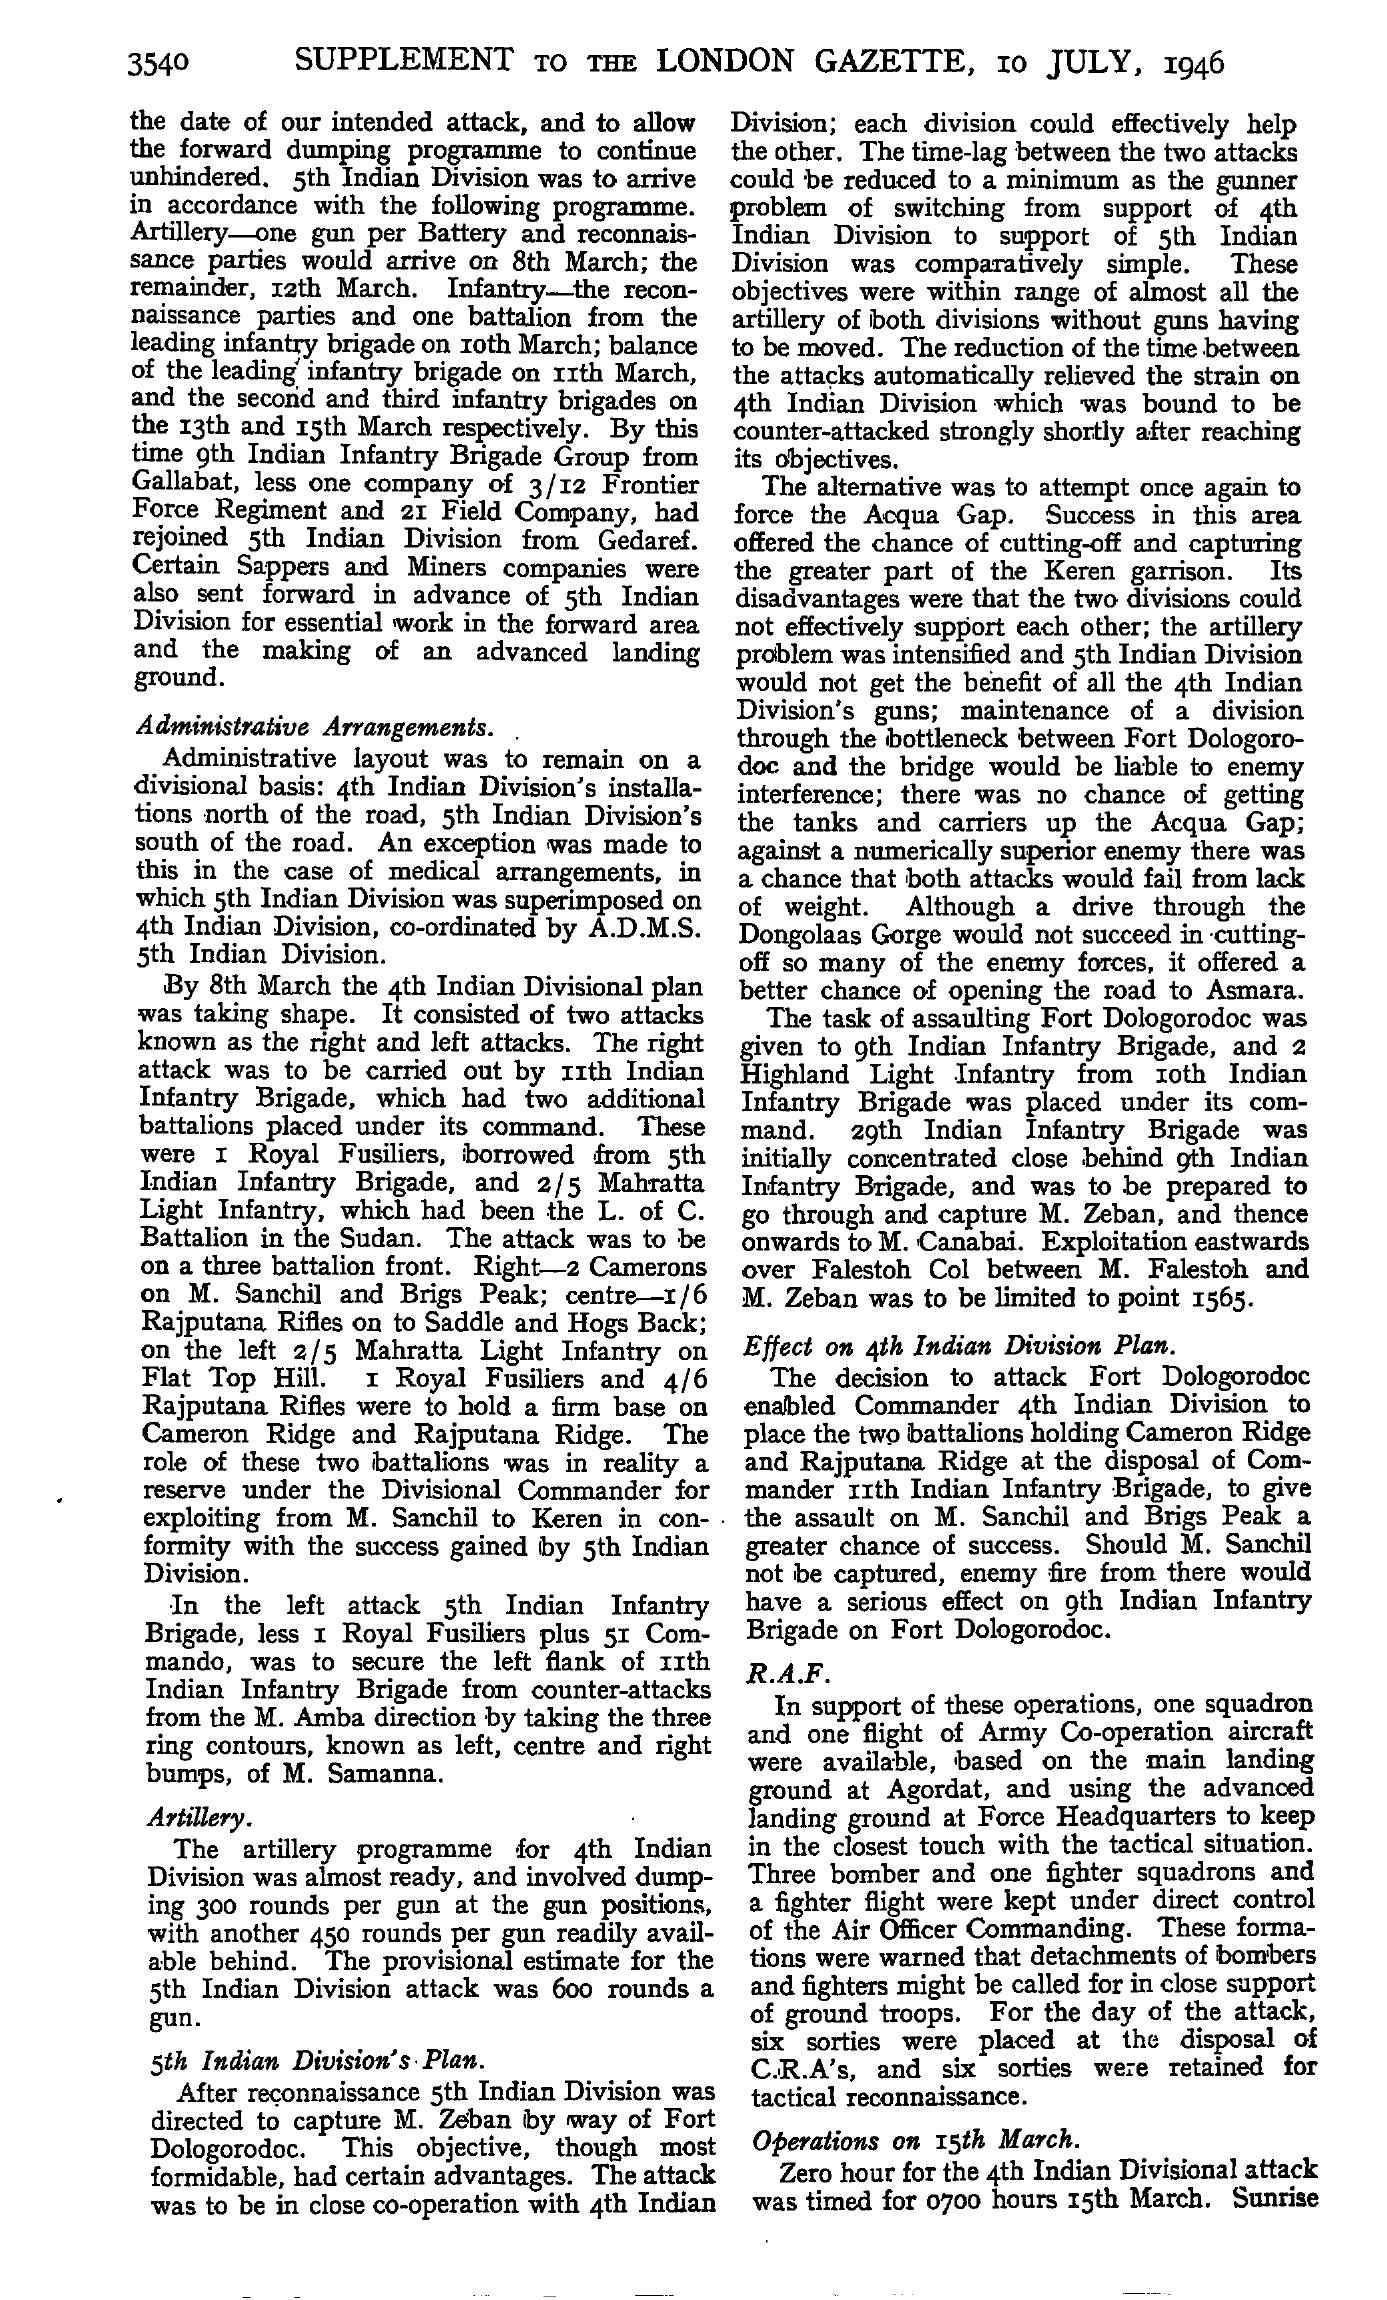 3540 SUPPLEMENT TO THE LONDON GAZETTE, 10 JULY, 1946
the date of our intended attack, and to allow
the forward dumping programme to continue
unhindered. 5th Indian Division was to arrive
in accordance with the following programme.
Artillery—one gun per Battery and reconnais-
sance parties would arrive on 8th March; the
remainder, 12th March. Infantry—the recon-
naissance parties and one battalion from the
leading infantry brigade on 10th March; balance
of the leading infantry brigade on 11th March,
and the second and third infantry brigades on
the 13th and 15th March respectively. By this
time 9th Indian Infantry Brigade Group from
Gallabat, less one company of 3/12 Frontier
Force Regiment and 21 Field Company, had
rejoined 5th Indian Division from Gedaref.
Certain Sappers and Miners companies were
also sent forward in advance of 5th Indian
Division for essential work in the forward area
and the making of an advanced landing
ground.
Administrative Arrangements.
Administrative layout was to remain on a
divisional basis: 4th Indian Division's installa-
tions north of the road, 5th Indian Division's
south of the road. An exception was made to
this in the case of medical arrangements, in
which 5th Indian Division was superimposed on
4th Indian Division, co-ordinated by A.D.M.S.
5th Indian Division.
By 8th March the 4th Indian Divisional plan
was taking shape. It consisted of two attacks
known as the right and left attacks. The right
attack was to be carried out by 11th Indian
Infantry Brigade, which had two additional
battalions placed under its command. These
were 1 Royal Fusiliers, borrowed from 5th
Indian Infantry Brigade, and 2/5 Mahratta
Light Infantry, which had been the L. of C.
Battalion in the Sudan. The attack was to be
on a three battalion front. Right—2 Camerons
on M. Sanchil and Brigs Peak; centre—1/6
Rajputana Rifles on to Saddle and Hogs Back;
on the left 2/5 Mahratta Light Infantry on
Flat Top Hill. 1 Royal Fusiliers and 4/6
Rajputana Rifles were to hold a firm base on
Cameron Ridge and Rajputana Ridge. The
role of these two battalions was in reality a
reserve under the Divisional Commander for
exploiting from M. Sanchil to Keren in con-
formity with the success gained by 5th Indian
Division.
In the left attack 5th Indian Infantry
Brigade, less 1 Royal Fusiliers plus 51 Com-
mando, was to secure the left flank of 11th
Indian Infantry Brigade from counter-attacks
from the M. Amba direction by taking the three
ring contours, known as left, centre and right
bumps, of M. Samanna.
Artillery.
The artillery programme for 4th Indian
Division was almost ready, and involved dump-
ing 300 rounds per gun at the gun positions,
with another 450 rounds per gun readily avail-
able behind. The provisional estimate for the
5th Indian Division attack was 600 rounds a
gun.
5th Indian Division's Plan.
After reconnaissance 5th Indian Division was
directed to capture M. Zeban by way of Fort
Dologorodoc. This objective, though most
formidable, had certain advantages. The attack
was to be in close co-operation with 4th Indian
Division; each division could effectively help
the other. The time-lag between the two attacks
could be reduced to a minimum as the gunner
problem of switching from support of 4th
Indian Division to support of 5th Indian
Division was comparatively simple. These
objectives were within range of almost all the
artillery of both divisions without guns having
to be moved. The reduction of the time between
the attacks automatically relieved the strain on
4th Indian Division which was bound to be
counter-attacked strongly shortly after reaching
its objectives.
The alternative was to attempt once again to
force the Acqua Gap. Success in this area
offered the chance of cutting-off and capturing
the greater part of the Keren garrison. Its
disadvantages were that the two divisions could
not effectively support each other; the artillery
problem was intensified and 5th Indian Division
would not get the benefit of all the 4th Indian
Division's guns; maintenance of a division
through the bottleneck between Fort Dologoro-
doc and the bridge would be liable to enemy
interference; there was no chance of getting
the tanks and carriers up the Acqua Gap;
against a numerically superior enemy there was
a chance that both attacks would fail from lack
of weight. Although a drive through the
Dongolaas Gorge would not succeed in cutting-
off so many of the enemy forces, it offered a
better chance of opening the road to Asmara.
The task of assaulting Fort Dologorodoc was
given to 9th Indian Infantry Brigade, and 2
Highland Light Infantry from 10th Indian
Infantry Brigade was placed under its com-
mand. 29th Indian Infantry Brigade was
initially concentrated close behind 9th Indian
Infantry Brigade, and was to be prepared to
go through and capture M. Zeban, and thence
onwards to M. Canabai. Exploitation eastwards
over Falestoh Col between M. Falestoh and
M. Zeban was to be limited to point 1565.
Effect on 4th Indian Division Plan.
The decision to attack Fort Dologorodoc
enabled Commander 4th Indian Division to
place the two battalions holding Cameron Ridge
and Rajputana Ridge at the disposal of Com-
mander 11th Indian Infantry Brigade, to give
the assault on M. Sanchil and Brigs Peak a
greater chance of success. Should M. Sanchil
not be captured, enemy fire from there would
have a serious effect on 9th Indian Infantry
Brigade on Fort Dologorodoc.
R.A.F.
In support of these operations, one squadron
and one flight of Army Co-operation aircraft
were available, based on the main landing
ground at Agordat, and using the advanced
landing ground at Force Headquarters to keep
in the closest touch with the tactical situation.
Three bomber and one fighter squadrons and
a fighter flight were kept under direct control
of the Air Officer Commanding. These forma-
tions were warned that detachments of bombers
and fighters might be called for in close support
of ground troops. For the day of the attack,
six sorties were placed at the disposal of
C.R.A's, and six sorties were retained for
tactical reconnaissance.
Operations on 15th March.
Zero hour for the 4th Indian Divisional attack
was timed for 0700 hours 15th March. Sunrise